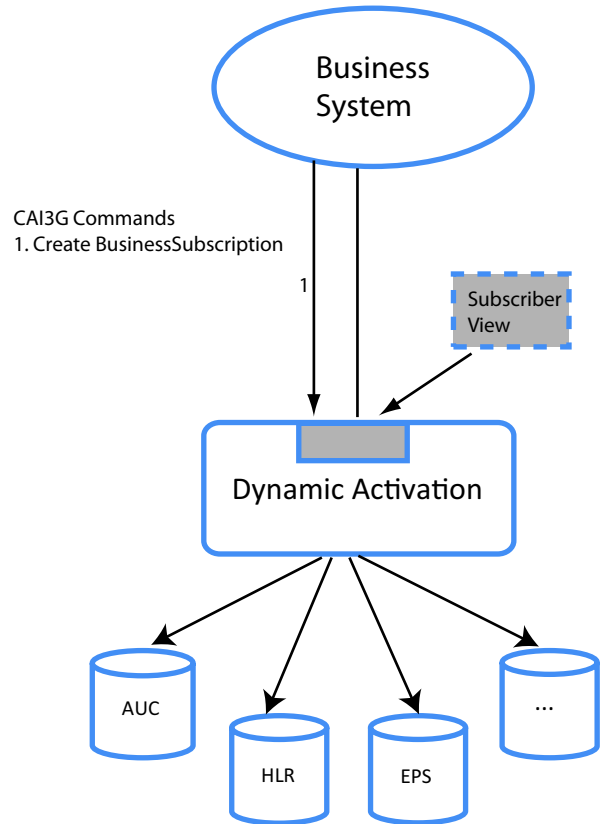 Business
System
CAI3G Commands
1. Create BusinessSubscription
1
Subscriber
View
Dynamic Activation
AUC
HLR
EPS
...